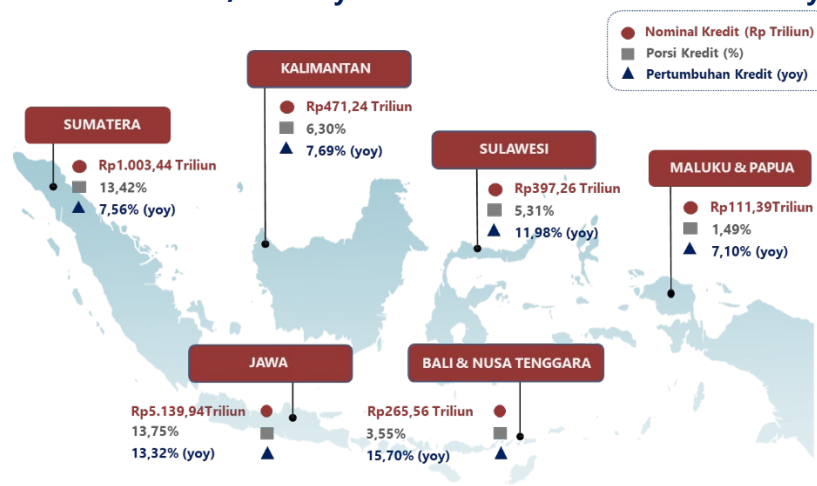 Nominal Kredit (Rp Triliun)
Porsi Kredit (%)
Pertumbuhan Kredit (yoy)
KALIMANTAN
Rp471,24 Triliun
6,30%
7,69% (yoy)
SUMATERA
Rp1.003,44 Triliun
13,42%
7,56% (yoy)
SULAWESI
Rp397,26 Triliun
5,31%
11,98% (yoy)
MALUKU & PAPUA
Rp111,39Triliun
1,49%
7,10% (yoy)
JAWA
Rp5.139,94Triliun
13,75%
13,32% (yoy)
BALI & NUSA TENGGARA
Rp265,56 Triliun
3,55%
15,70% (yoy)